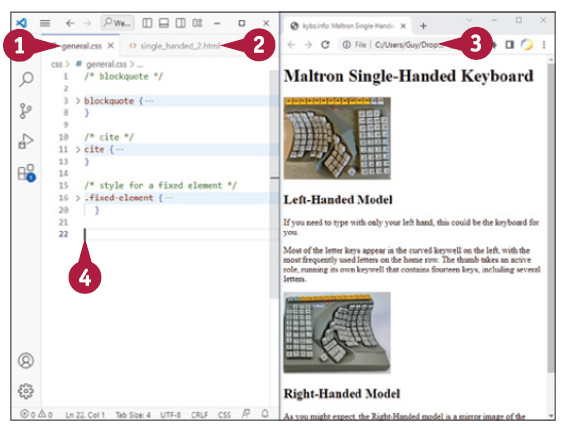 We...
general.css
single_handed_2.html
css > # general.css > ...
1 /* blockquote */
2
3 > blockquote { ...
8 }
9
10 /* cite */
11 > cite { ...
13 }
14
15 /* style for a fixed element */
16 > .fixed-element { ...
20 }
21
22
0 0 Ln 22, Col 1 Tab Size: 4 UTF-8 CRLF CSS
1
2
4
kybz.info: Maltron Single-Hande
File C:/Users/Guy/Drop
3
Maltron Single-Handed Keyboard
Left-Handed Model
If you need to type with only your left hand, this could be the keyboard for
you.
Most of the letter keys appear in the curved keywell on the left, with the
most frequently used letters on the home row. The thumb takes an active
role, running its own keywell that contains fourteen keys, including several
letters.
Right-Handed Model
As you might expect, the Right-Handed model is a mirror image of the